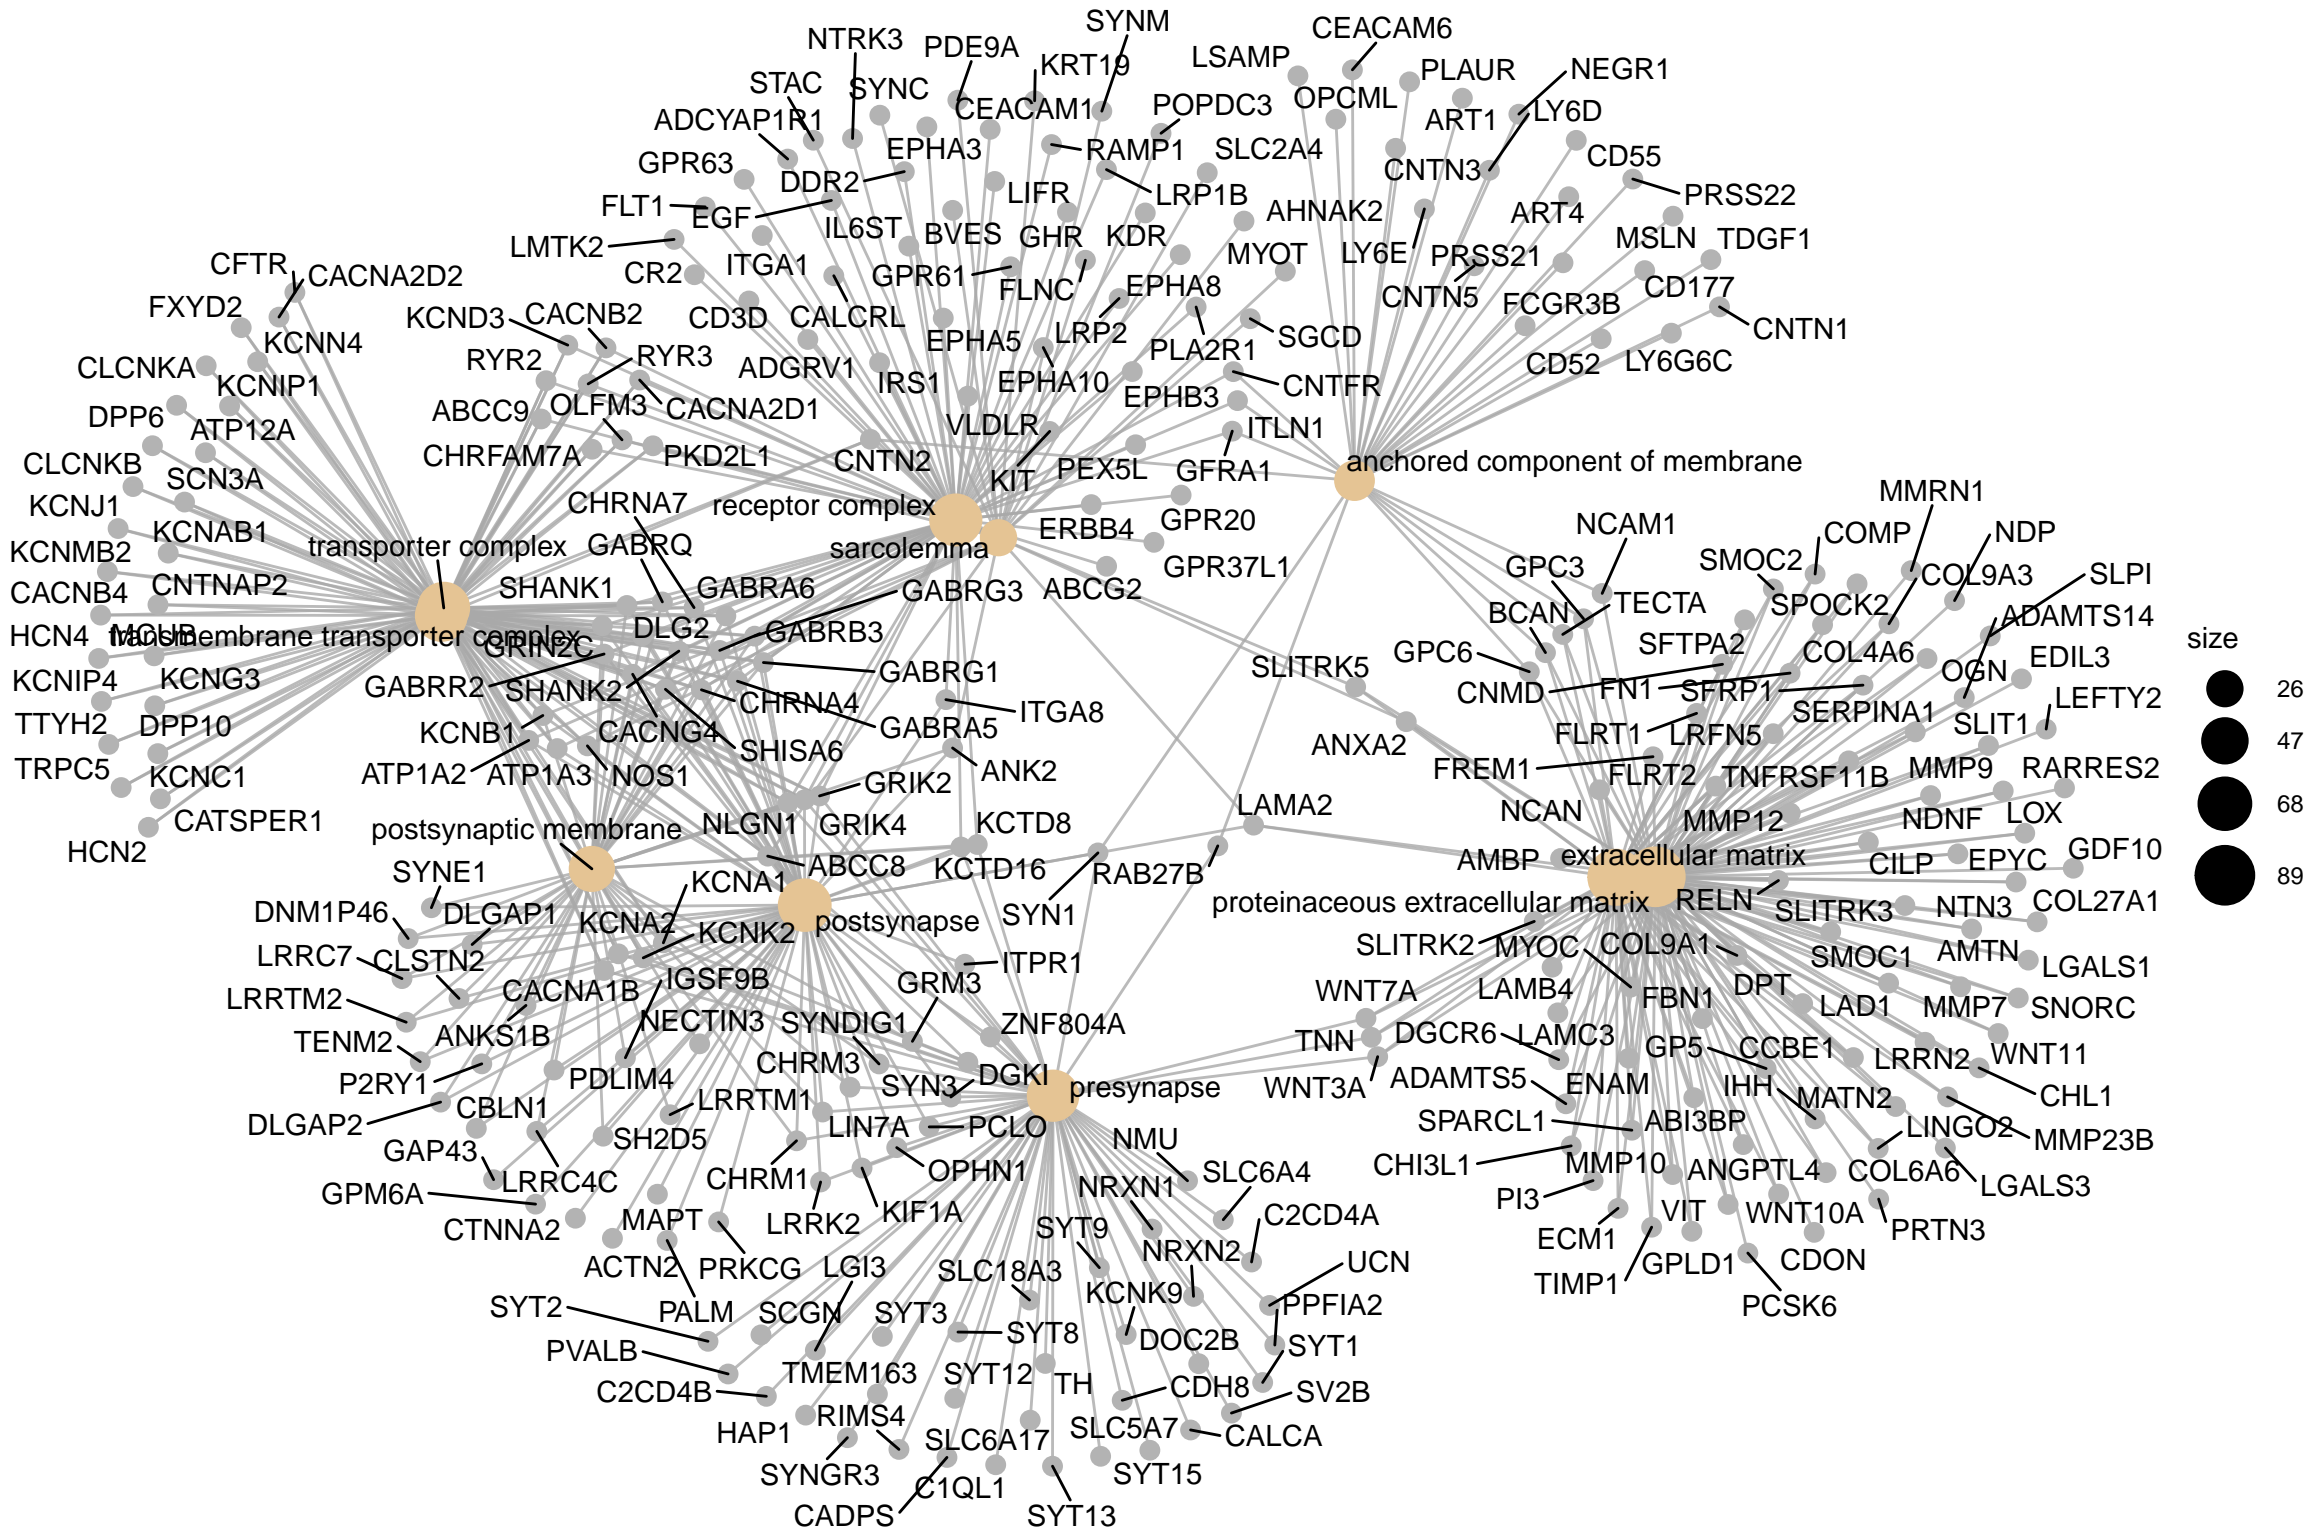 SYNM
CEACAM6
NTRK3
PDE9A
LSAMP
KRT19
PLAUR
NEGR1
STAC
SYNC
CEACAM1
POPDC3
OPCML
LY6D
ADCYAP1R1
ART1
EPHA3
RAMP1
SLC2A4
CD55
GPR63
DDR2
LIFR
LRP1B
CNTN3
PRSS22
FLT1
EGF
IL6ST
BVES
GHR
KDR
AHNAK2
ART4
LMTK2
MSLN
TDGF1
CR2
ITGA1
GPR61
FLNC
EPHA8
MYOT
LY6E
PRSS21
CFTR
CACNA2D2
CNTN5
FCGR3B
CD177
FXYD2
KCND3
CACNB2
CD3D
CALCRL
EPHA5
LRP2
PLA2R1
SGCD
CNTN1
KCNN4
RYR2
RYR3
ADGRV1
IRS1
EPHA10
CNTFR
CD52
LY6G6C
CLCNKA
KCNIP1
ABCC9
OLFM3
CACNA2D1
EPHB3
DPP6
ATP12A
VLDLR
ITLN1
CLCNKB
SCN3A
CHRFAM7A
PKD2L1
CNTN2
KIT
PEX5L
GFRA1
anchored component of membrane
KCNJ1
KCNAB1
CHRNA7
receptor complex
ERBB4
GPR20
MMRN1
KCNMB2
transporter complex
GABRQ
sarcolemma
GPR37L1
NCAM1
COMP
NDP
CACNB4
CNTNAP2
SHANK1
GABRA6
GABRG3
ABCG2
GPC3
SMOC2
COL9A3
SLPI
HCN4
MCUB
transmembrane transporter complex
DLG2
GABRB3
BCAN
TECTA
SPOCK2
ADAMTS14
GRIN2C
KCNIP4
KCNG3
GABRR2
SHANK2
GABRG1
SLITRK5
GPC6
SFTPA2
COL4A6
OGN
EDIL3
CNMD
FN1
SFRP1
TTYH2
DPP10
KCNB1
CACNG4
CHRNA4
ITGA8
GABRA5
ANXA2
FLRT1
LRFN5
SERPINA1
SLIT1
LEFTY2
TRPC5
KCNC1
ATP1A2
ATP1A3
NOS1
SHISA6
GRIK2
ANK2
FREM1
FLRT2
TNFRSF11B
MMP9
RARRES2
CATSPER1
postsynaptic membrane
NLGN1
GRIK4
KCTD8
LAMA2
NCAN
MMP12
NDNF
LOX
HCN2
SYNE1
ABCC8
KCTD16
RAB27B
AMBP
extracellular matrix
CILP
EPYC
GDF10
KCNA1
DNM1P46
DLGAP1
KCNA2
KCNK2
postsynapse
SYN1
proteinaceous extracellular matrix
RELN
SLITRK3
NTN3
COL27A1
LRRC7
CLSTN2
SLITRK2
MYOC
COL9A1
SMOC1
AMTN
LGALS1
LRRTM2
CACNA1B
IGSF9B
GRM3
ITPR1
WNT7A
LAMB4
FBN1
DPT
LAD1
MMP7
SNORC
TENM2
ANKS1B
NECTIN3
SYNDIG1
ZNF804A
TNN
DGCR6
LAMC3
GP5
CCBE1
LRRN2
WNT11
P2RY1
PDLIM4
CHRM3
SYN3
DGKI
presynapse
WNT3A
ADAMTS5
ENAM
IHH
MATN2
CHL1
DLGAP2
CBLN1
LRRTM1
LIN7A
PCLO
SPARCL1
ABI3BP
LINGO2
MMP23B
GAP43
SH2D5
NMU
CHI3L1
MMP10
ANGPTL4
COL6A6
LGALS3
GPM6A
LRRC4C
CHRM1
OPHN1
NRXN1
SLC6A4
PI3
CTNNA2
MAPT
LRRK2
KIF1A
SYT9
C2CD4A
ECM1
VIT
WNT10A
PRTN3
ACTN2
PRKCG
LGI3
SLC18A3
NRXN2
UCN
TIMP1
GPLD1
CDON
SYT2
PALM
SCGN
SYT3
KCNK9
PPFIA2
PCSK6
PVALB
SYT8
DOC2B
SYT1
C2CD4B
TMEM163
SYT12
TH
CDH8
SV2B
HAP1
RIMS4
SLC6A17
SLC5A7
CALCA
SYNGR3
C1QL1
SYT15
CADPS
SYT13
size
26
47
68
89